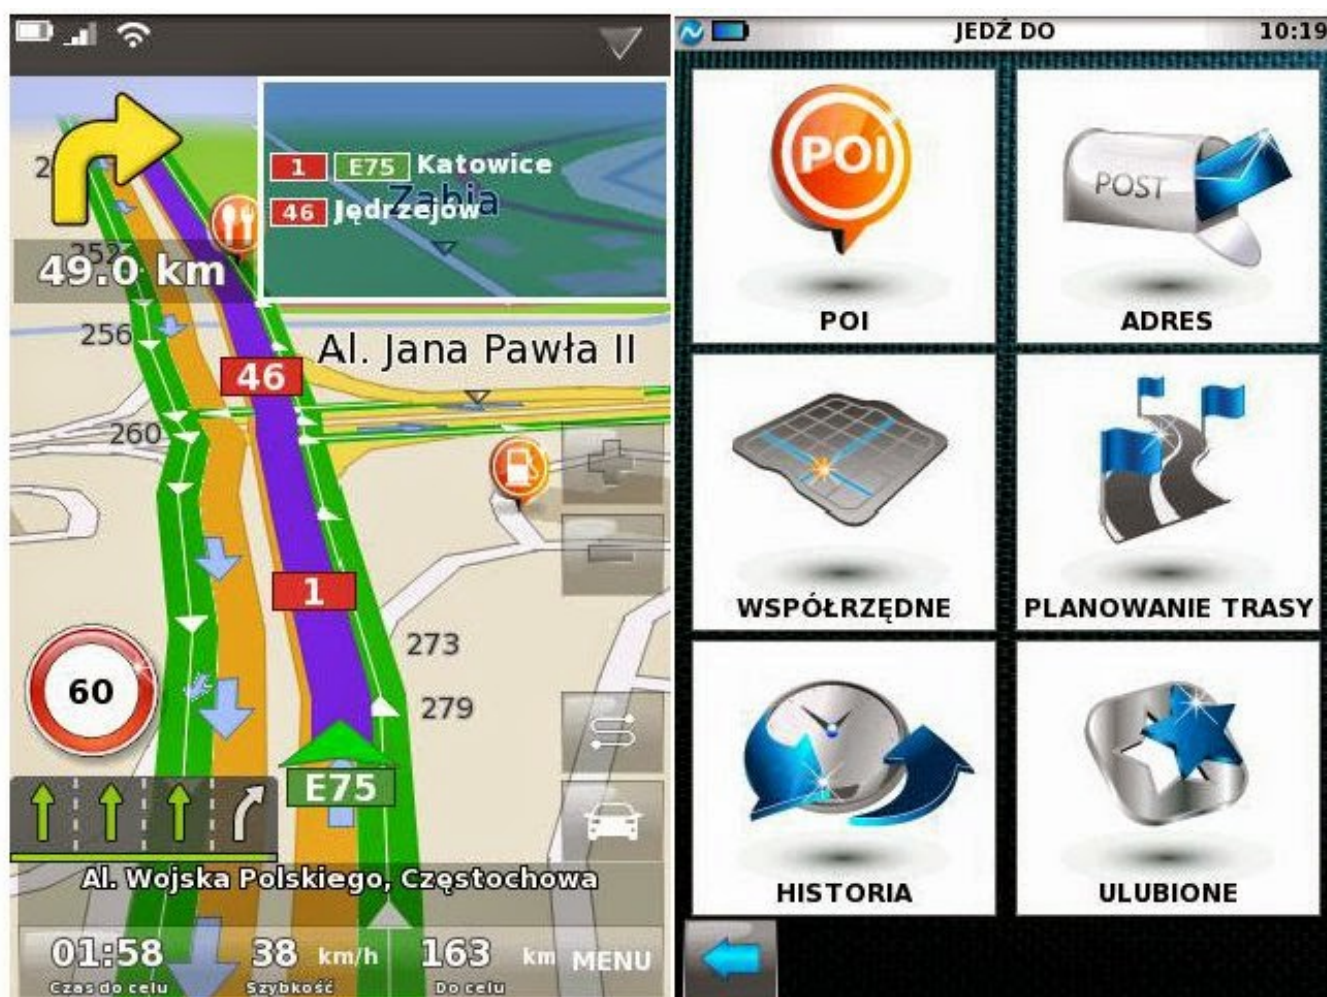 1 E75 Katowice
Żabia
46 Jędrzejów
252
49.0 km
256
Al. Jana Pawła II
46
260
1
273
60
279
E75
Al. Wojska Polskiego, Częstochowa
01:58 38 km/h 163 km MENU
Czas do celu Szybkość Do celu
JEDŹ DO 10:19
POI
POST
POI ADRES
WSPÓŁRZĘDNE PLANOWANIE TRASY
HISTORIA ULUBIONE